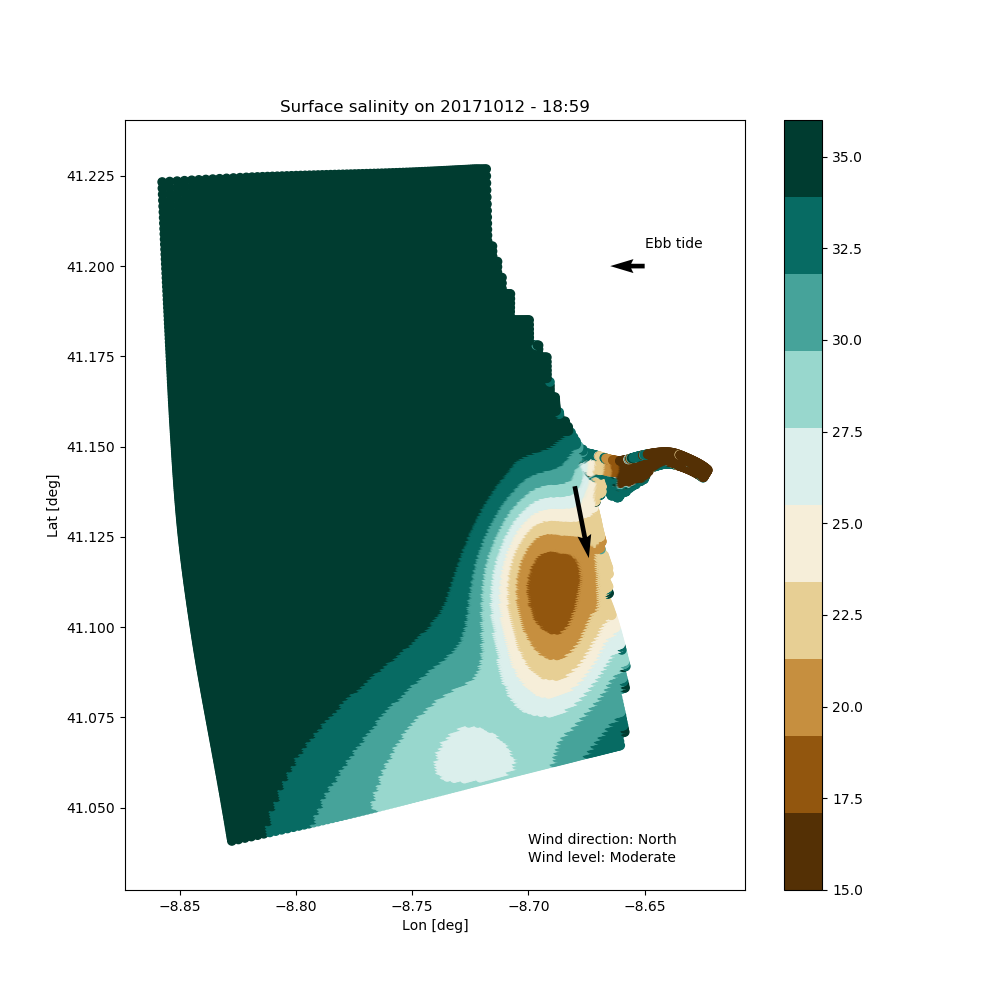 Surface salinity on 20171012 - 18:59
Lat [deg]
41.225
41.200
41.175
41.150
41.125
41.100
41.075
41.050
Ebb tide
Wind direction: North
Wind level: Moderate
−8.85 −8.80 −8.75 −8.70 −8.65
Lon [deg]
35.0
32.5
30.0
27.5
25.0
22.5
20.0
17.5
15.0